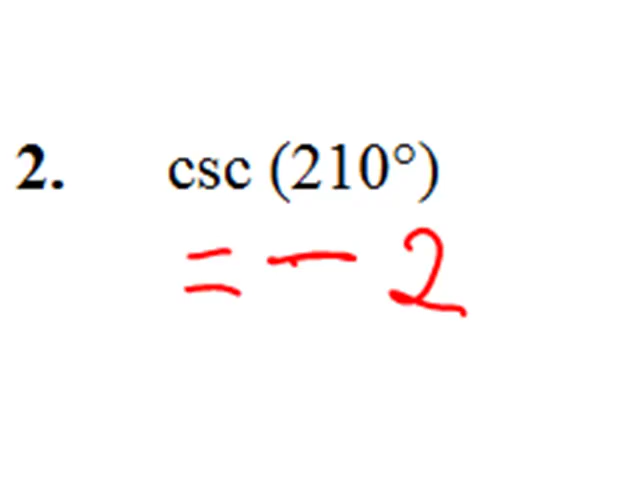 2. csc (210°)
= - 2